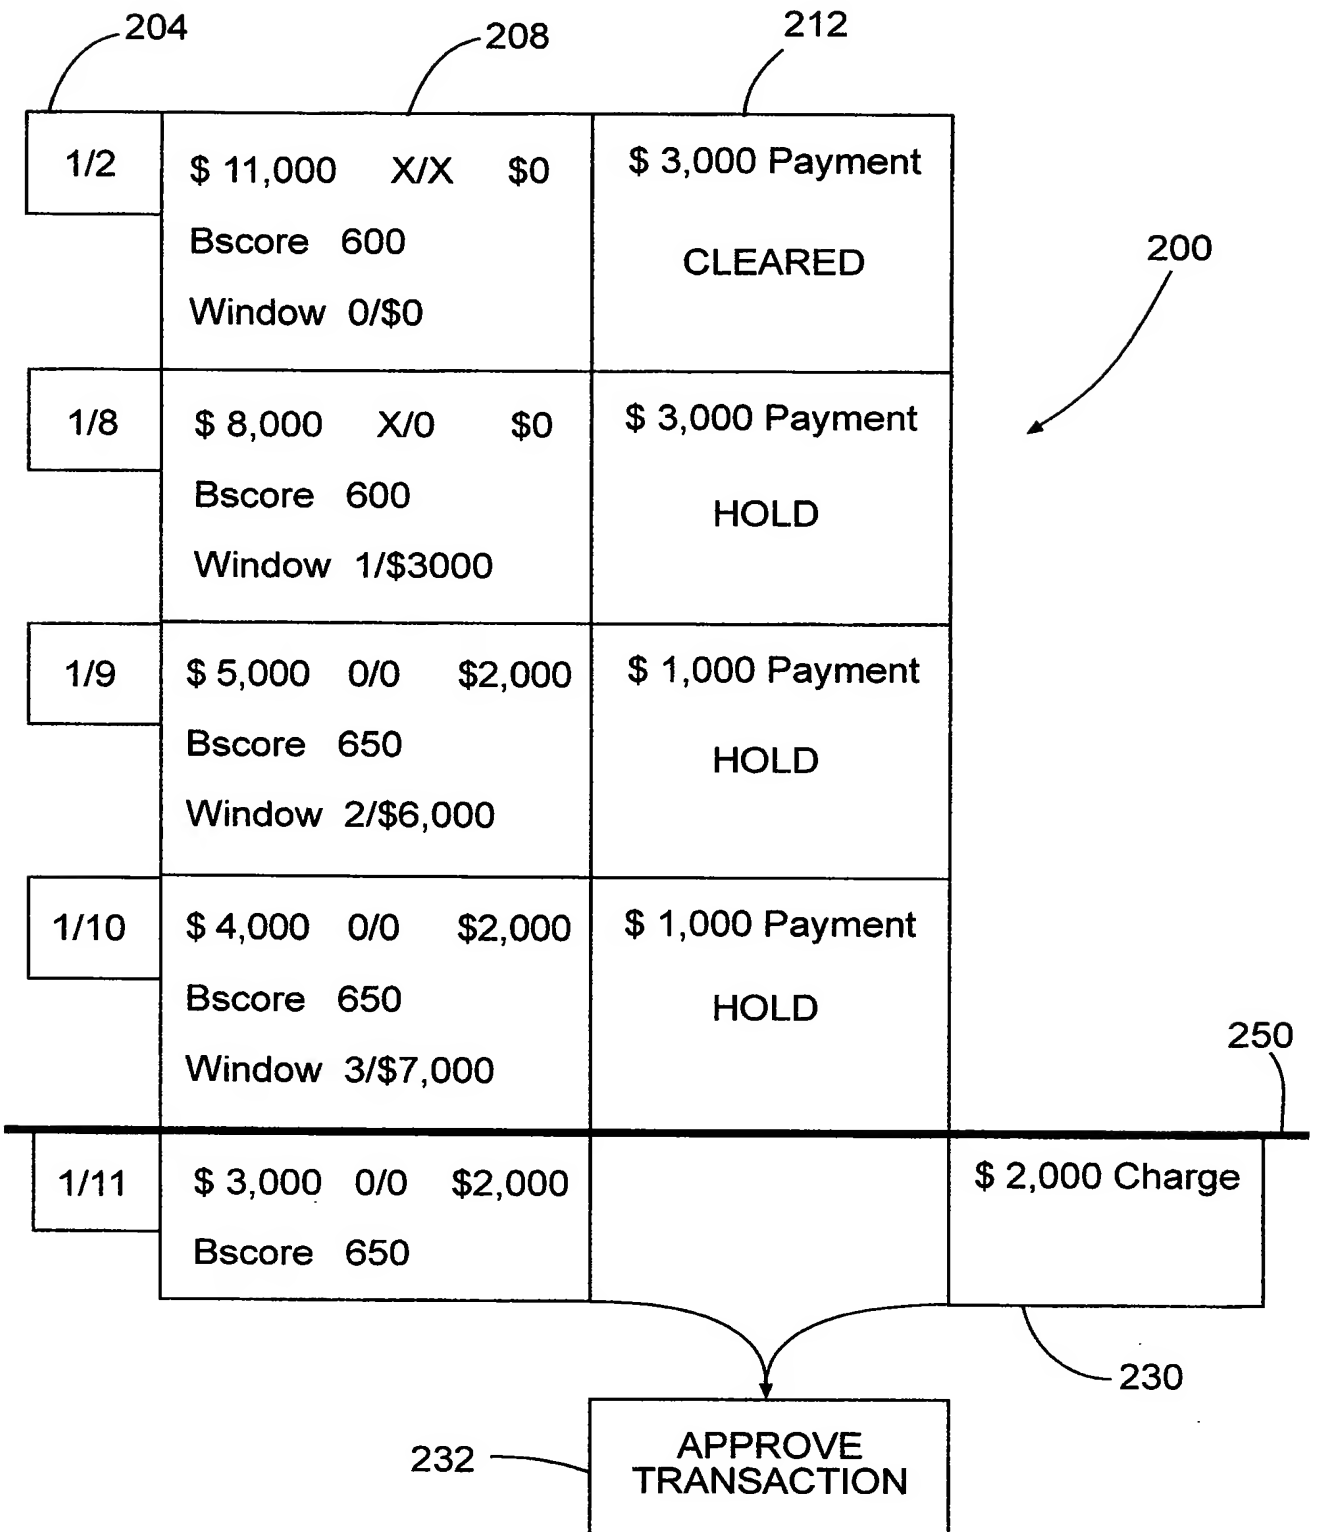 204
208
212
1/2
$ 11,000 X/X $0
Bscore 600
Window 0/$0
$ 3,000 Payment
CLEARED
200
1/8
$ 8,000 X/0 $0
Bscore 600
Window 1/$3000
$ 3,000 Payment
HOLD
1/9
$ 5,000 0/0 $2,000
Bscore 650
Window 2/$6,000
$ 1,000 Payment
HOLD
1/10
$ 4,000 0/0 $2,000
Bscore 650
Window 3/$7,000
$ 1,000 Payment
HOLD
250
1/11
$ 3,000 0/0 $2,000
Bscore 650
$ 2,000 Charge
230
232
APPROVE
TRANSACTION